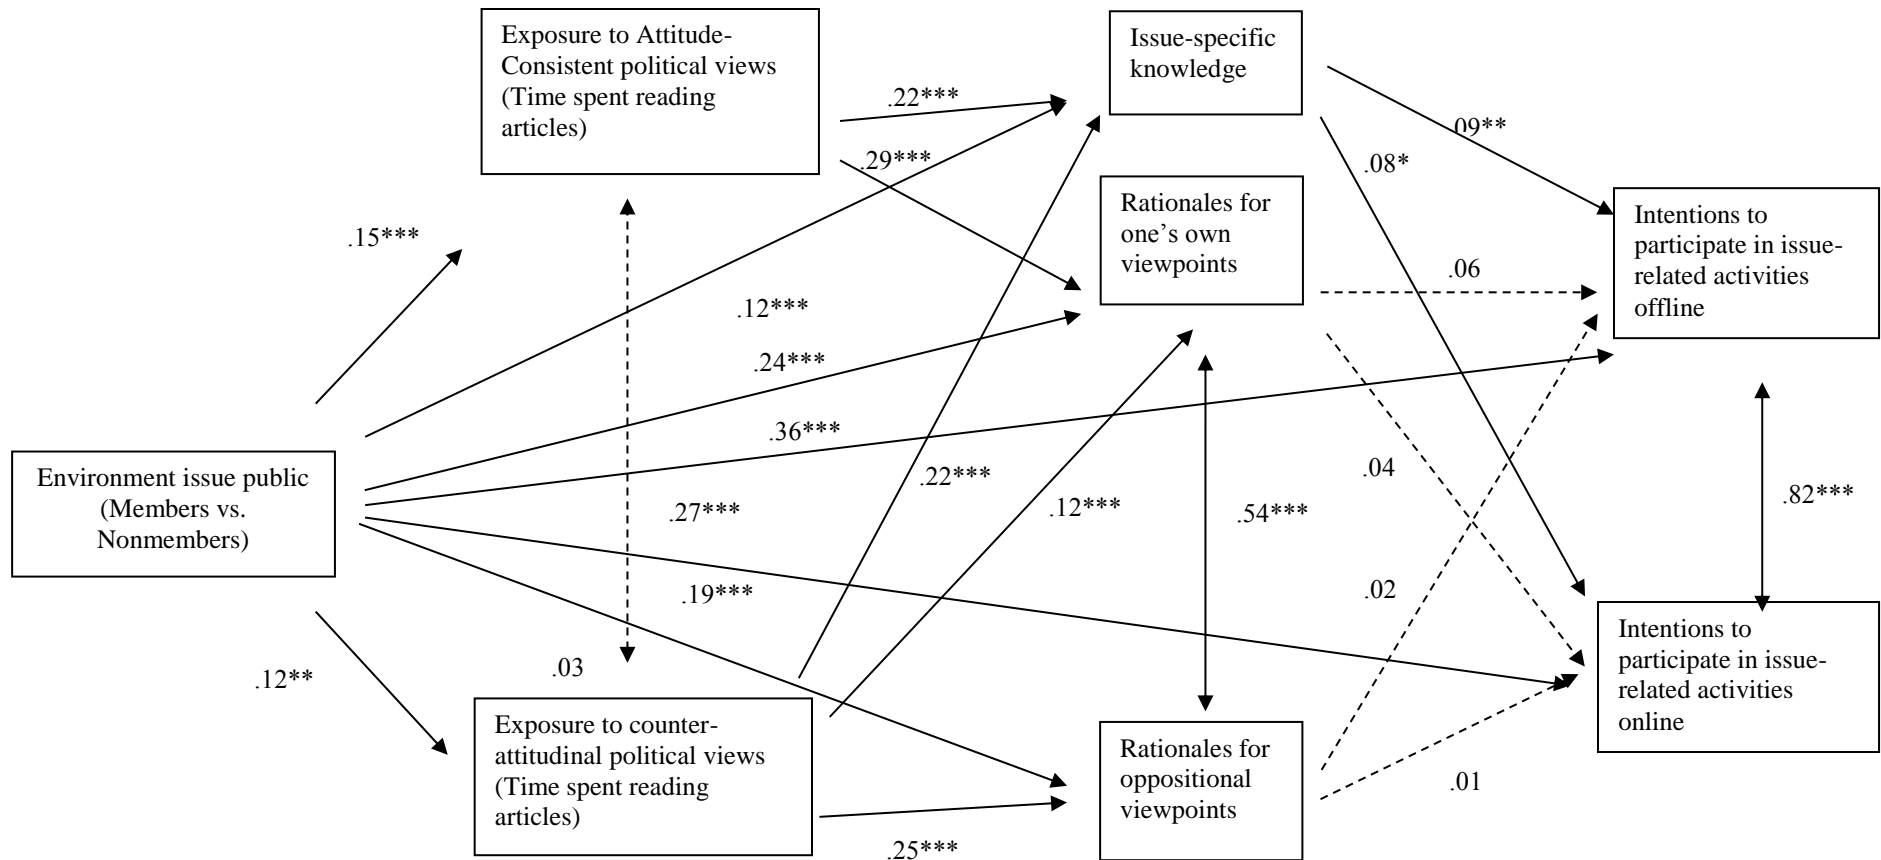 Exposure to Attitude-
Consistent political views
(Time spent reading
articles)
Issue-specific
knowledge
.22***
.09**
.29***
.08*
Rationales for
one’s own
viewpoints
Intentions to
participate in issue-
related activities
offline
.15***
.06
.12***
.24***
.36***
.04
Environment issue public
(Members vs.
Nonmembers)
.22***
.27***
.12***
.54***
.82***
.19***
.02
.12**
.03
Intentions to
participate in issue-
related activities
online
Exposure to counter-
attitudinal political views
(Time spent reading
articles)
Rationales for
oppositional
viewpoints
.01
.25***